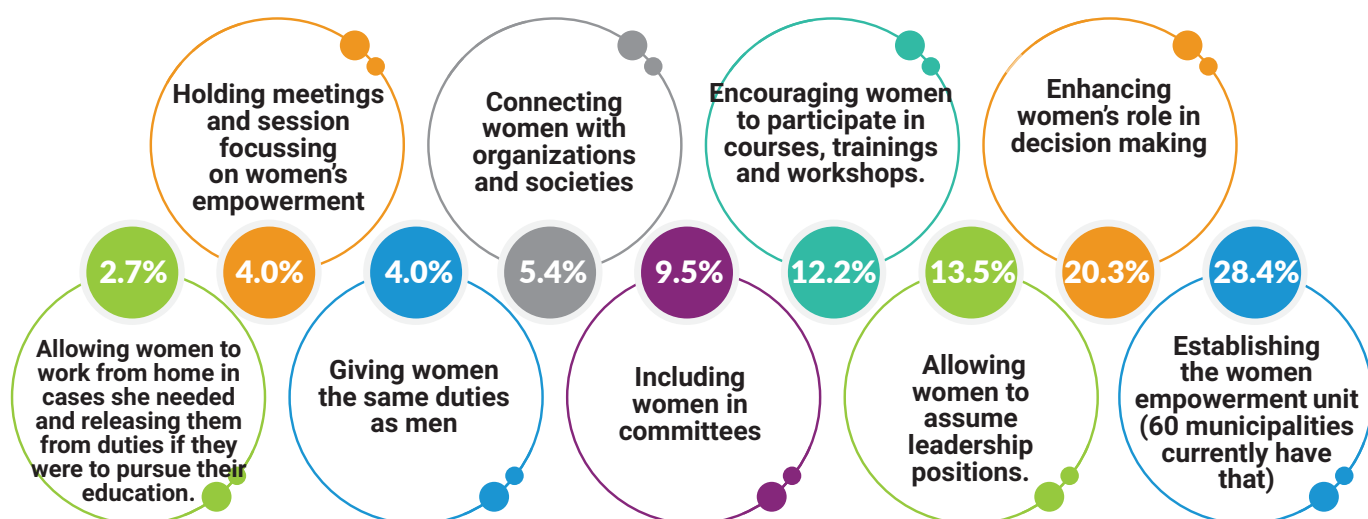 Holding meetings
and session
focussing
on women's
empowerment
Connecting
women with
organizations
and societies
Encouraging women
to participate in
courses, trainings
and workshops.
Enhancing
women's role in
decision making
2.7%
4.0%
4.0%
5.4%
9.5%
12.2%
13.5%
20.3%
28.4%
Allowing women to
work from home in
cases she needed
and releasing them
from duties if they
were to pursue their
education.
Giving women
the same duties
as men
Including
women in
committees
Allowing
women to
assume
leadership
positions.
Establishing
the women
empowerment unit
(60 municipalities
currently have
that)